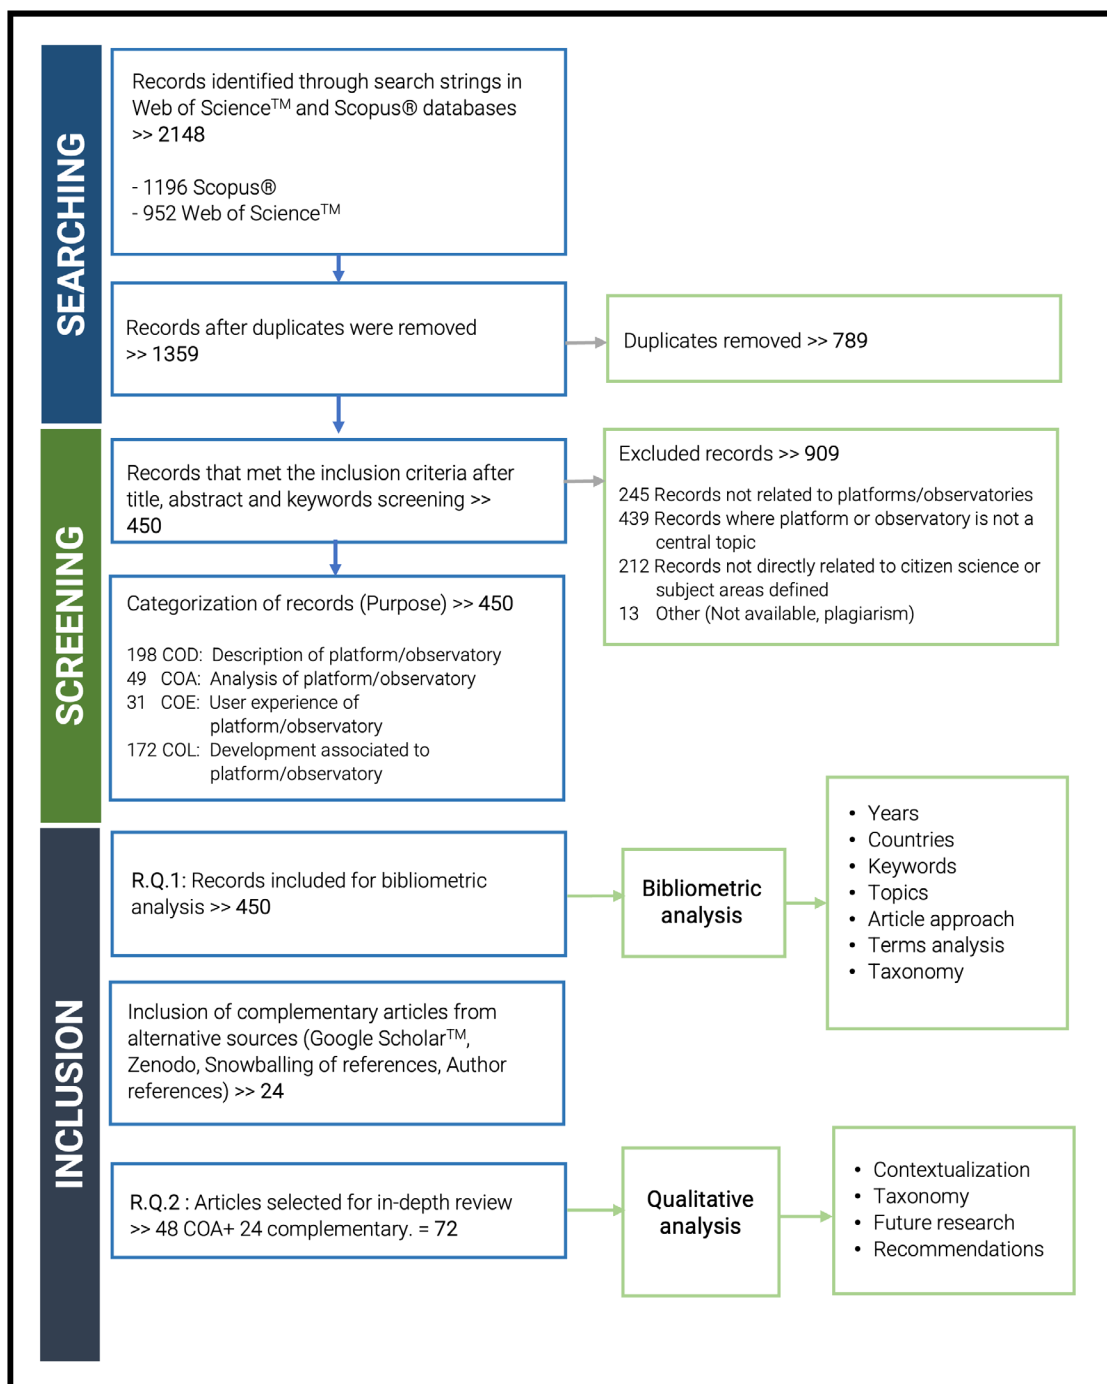 SEARCHING
Records identified through search strings in
Web of Science™ and Scopus® databases
>> 2148
- 1196 Scopus®
- 952 Web of Science™
Records after duplicates were removed
>> 1359
Duplicates removed >> 789
SCREENING
Records that met the inclusion criteria after
title, abstract and keywords screening >>
450
Excluded records >> 909
245 Records not related to platforms/observatories
439 Records where platform or observatory is not a
central topic
212 Records not directly related to citizen science or
subject areas defined
13 Other (Not available, plagiarism)
Categorization of records (Purpose) >> 450
198 COD: Description of platform/observatory
49 COA: Analysis of platform/observatory
31 COE: User experience of
platform/observatory
172 COL: Development associated to
platform/observatory
INCLUSION
R.Q.1: Records included for bibliometric
analysis >> 450
Bibliometric
analysis
• Years
• Countries
• Keywords
• Topics
• Article approach
• Terms analysis
• Taxonomy
Inclusion of complementary articles from
alternative sources (Google Scholar™,
Zenodo, Snowballing of references, Author
references) >> 24
R.Q.2 : Articles selected for in-depth review
>> 48 COA+ 24 complementary. = 72
Qualitative
analysis
• Contextualization
• Taxonomy
• Future research
• Recommendations